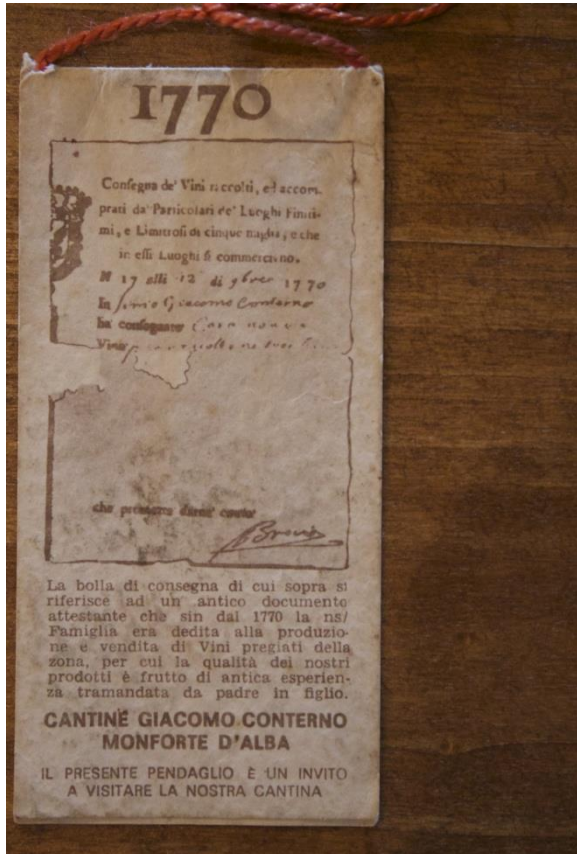 1770
Consegna de' Vini raccolti, ed accom-
prati da' Particolari de' Luoghi Finiti-
mi, e Limitrofi di cinque miglia, e che
in essi Luoghi si commerciano.
N 17 alli 12 di 9bre 1770
In Giacomo Conterno
ha consegnato
Vino
che promette darne conto
La bolla di consegna di cui sopra si
riferisce ad un antico documento
attestante che sin dal 1770 la ns/
Famiglia era dedita alla produzio-
ne e vendita di Vini pregiati della
zona, per cui la qualità dei nostri
prodotti è frutto di antica esperien-
za tramandata da padre in figlio.
CANTINE GIACOMO CONTERNO
MONFORTE D'ALBA
IL PRESENTE PENDAGLIO È UN INVITO
A VISITARE LA NOSTRA CANTINA